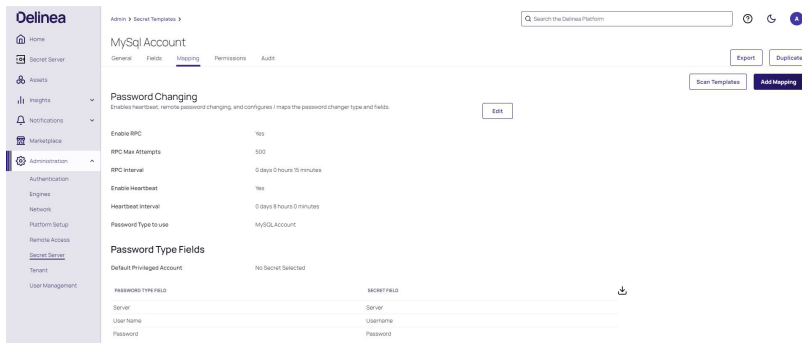 Delinea
Home
Secret Server
Assets
Insights
Notifications
Marketplace
Administration
Authentication
Engines
Network
Platform Setup
Remote Access
Secret Server
Tenant
User Management
Admin > Secret Templates >
Search the Delinea Platform
A
MySql Account
General Fields Mapping Permissions Audit
Export Duplicate
Scan Templates Add Mapping
Password Changing
Enables heartbeat, remote password changing, and configures / maps the password changer type and fields.
Edit
Enable RPC Yes
RPC Max Attempts 500
RPC Interval 0 days 0 hours 15 minutes
Enable Heartbeat Yes
Heartbeat Interval 0 days 8 hours 0 minutes
Password Type to use MySQL Account
Password Type Fields
Default Privileged Account No Secret Selected
PASSWORD TYPE FIELD SECRET FIELD
Server Server
User Name Username
Password Password